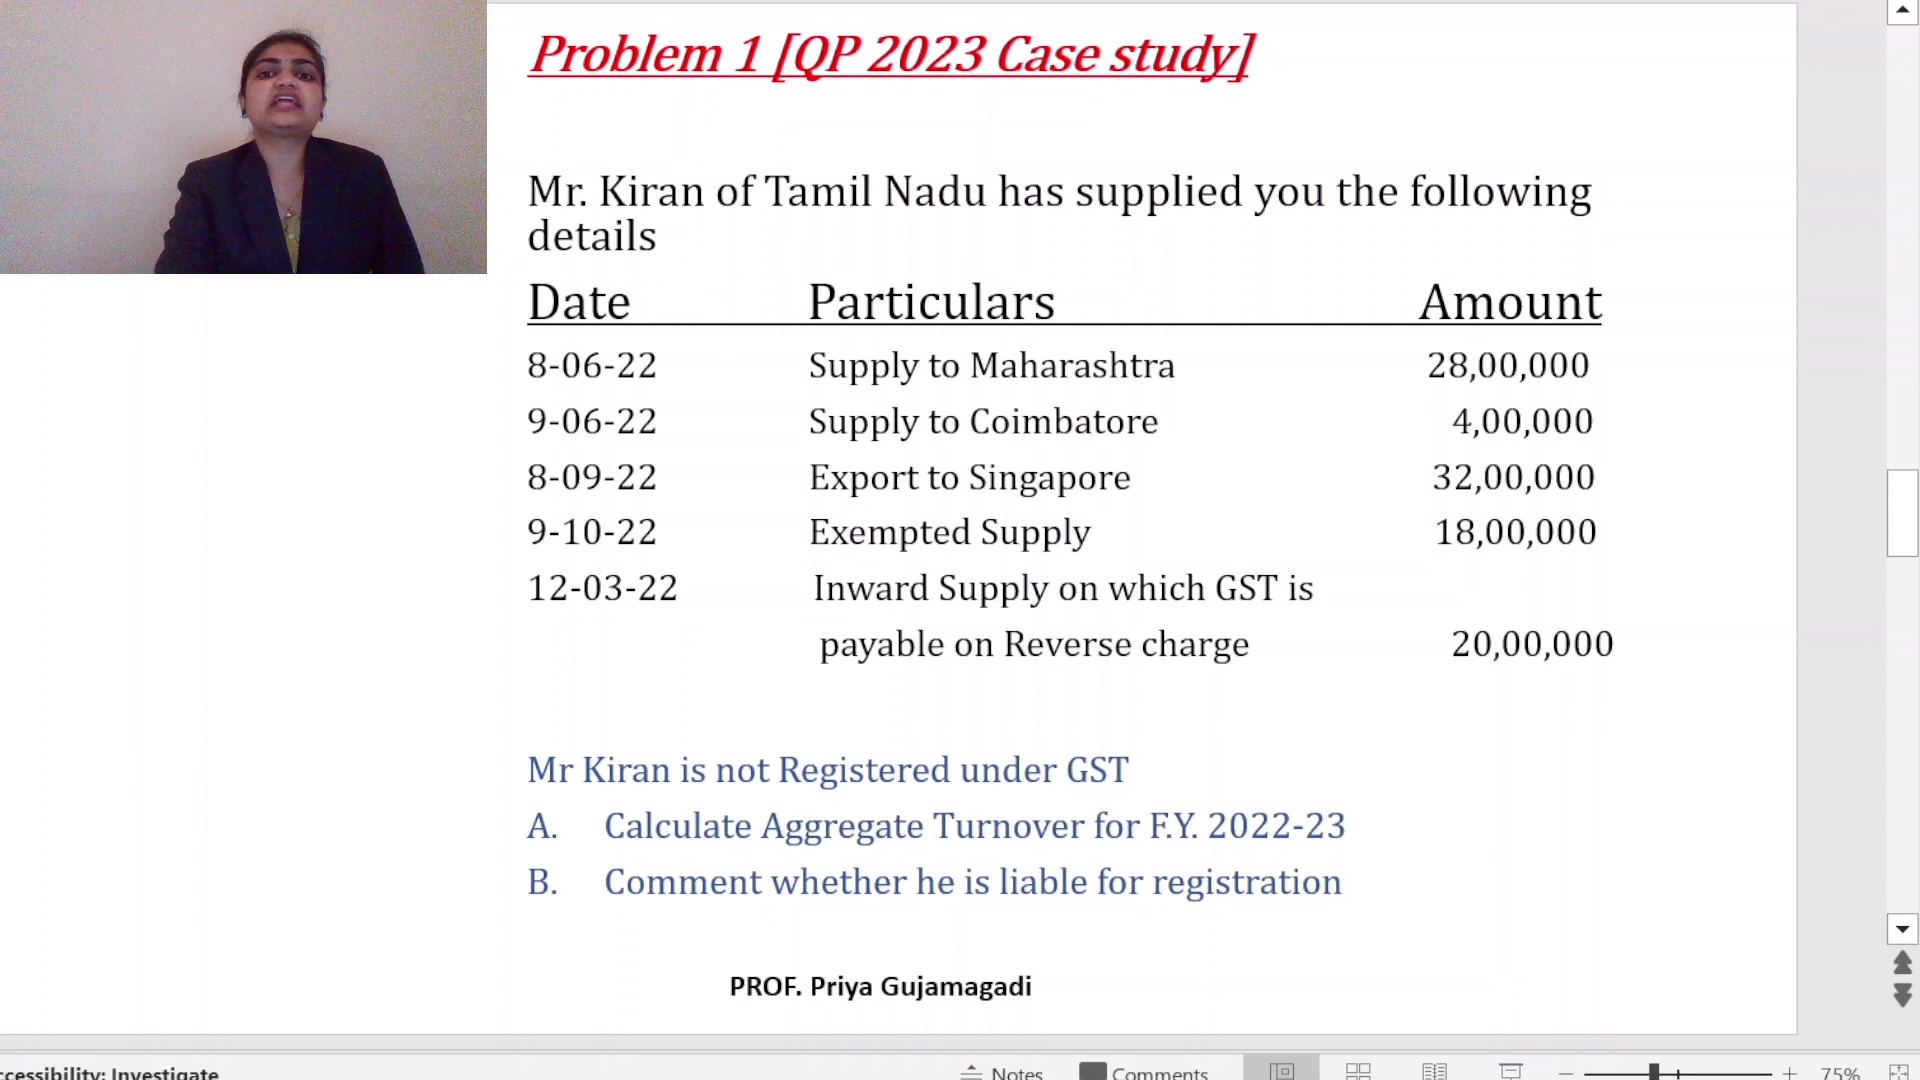 Problem 1 [QP 2023 Case study]
Mr. Kiran of Tamil Nadu has supplied you the following
details
Date Particulars Amount
8-06-22 Supply to Maharashtra 28,00,000
9-06-22 Supply to Coimbatore 4,00,000
8-09-22 Export to Singapore 32,00,000
9-10-22 Exempted Supply 18,00,000
12-03-22 Inward Supply on which GST is
payable on Reverse charge 20,00,000
Mr Kiran is not Registered under GST
A. Calculate Aggregate Turnover for F.Y. 2022-23
B. Comment whether he is liable for registration
PROF. Priya Gujamagadi
ccessibility: Investigate Notes Comments 75%